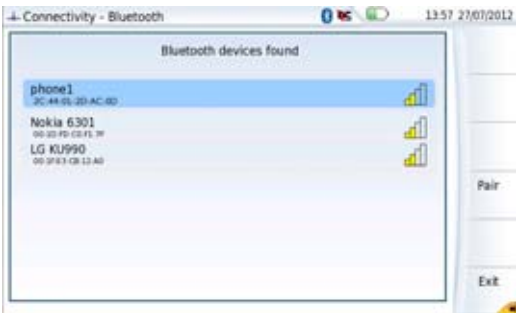 Connectivity - Bluetooth
13:57 27/07/2012
Bluetooth devices found
phone1
2C-44-01-2D-AC-0D
Nokia 6301
LG KU990
Pair
Exit